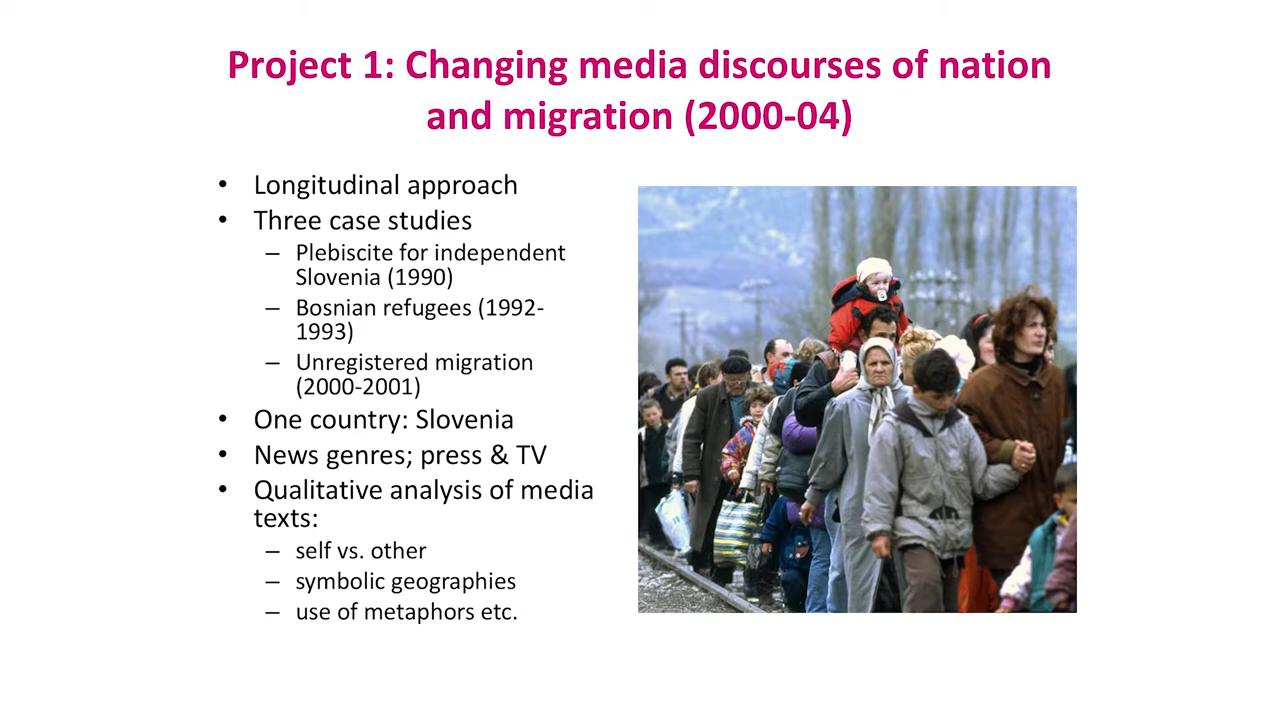 Project 1: Changing media discourses of nation
and migration (2000-04)
• Longitudinal approach
• Three case studies
– Plebiscite for independent
Slovenia (1990)
– Bosnian refugees (1992-
1993)
– Unregistered migration
(2000-2001)
• One country: Slovenia
• News genres; press & TV
• Qualitative analysis of media
texts:
– self vs. other
– symbolic geographies
– use of metaphors etc.